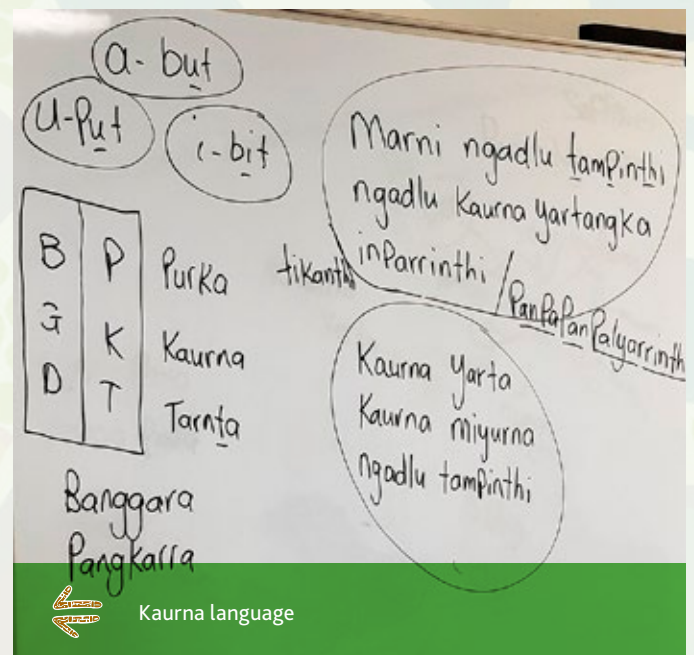 a- but
u-Put
i-bit
B P Purka
G K Kaurna
D T Tarnta
Banggara
Pangkarra
Marni ngadlu tampinthi
ngadlu Kaurna yartangka
tikanthi inparrinthi / PanPaPanPalyarrinth
Kaurna Yarta
Kaurna miyurna
ngadlu tampinthi
Kaurna language